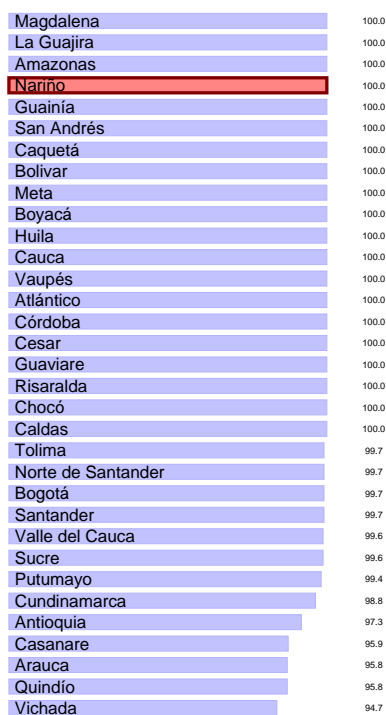 Magdalena 100.0
La Guajira 100.0
Amazonas 100.0
Nariño 100.0
Guainía 100.0
San Andrés 100.0
Caquetá 100.0
Bolivar 100.0
Meta 100.0
Boyacá 100.0
Huila 100.0
Cauca 100.0
Vaupés 100.0
Atlántico 100.0
Córdoba 100.0
Cesar 100.0
Guaviare 100.0
Risaralda 100.0
Chocó 100.0
Caldas 100.0
Tolima 99.7
Norte de Santander 99.7
Bogotá 99.7
Santander 99.7
Valle del Cauca 99.6
Sucre 99.6
Putumayo 99.4
Cundinamarca 98.8
Antioquia 97.3
Casanare 95.9
Arauca 95.8
Quindío 95.8
Vichada 94.7